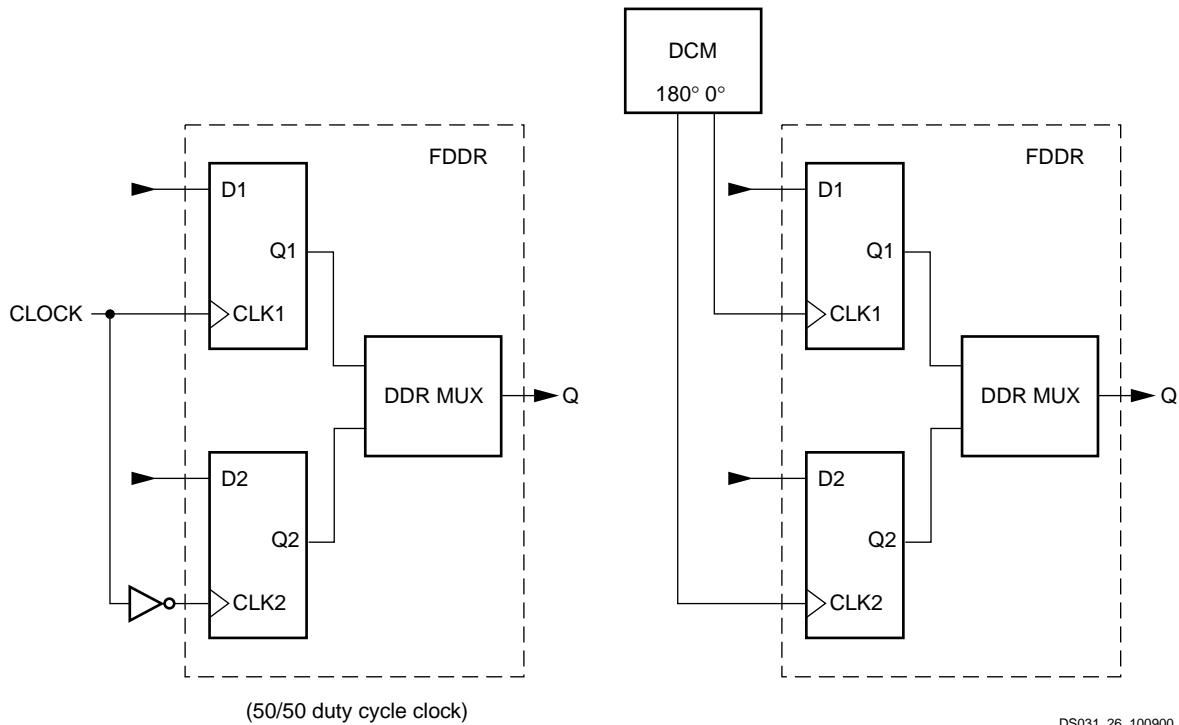 DCM
180° 0°
FDDR
D1
Q1
CLOCK
CLK1
DDR MUX
Q
D2
Q2
CLK2
(50/50 duty cycle clock)
FDDR
D1
Q1
CLK1
DDR MUX
Q
D2
Q2
CLK2
DS031_26_100900